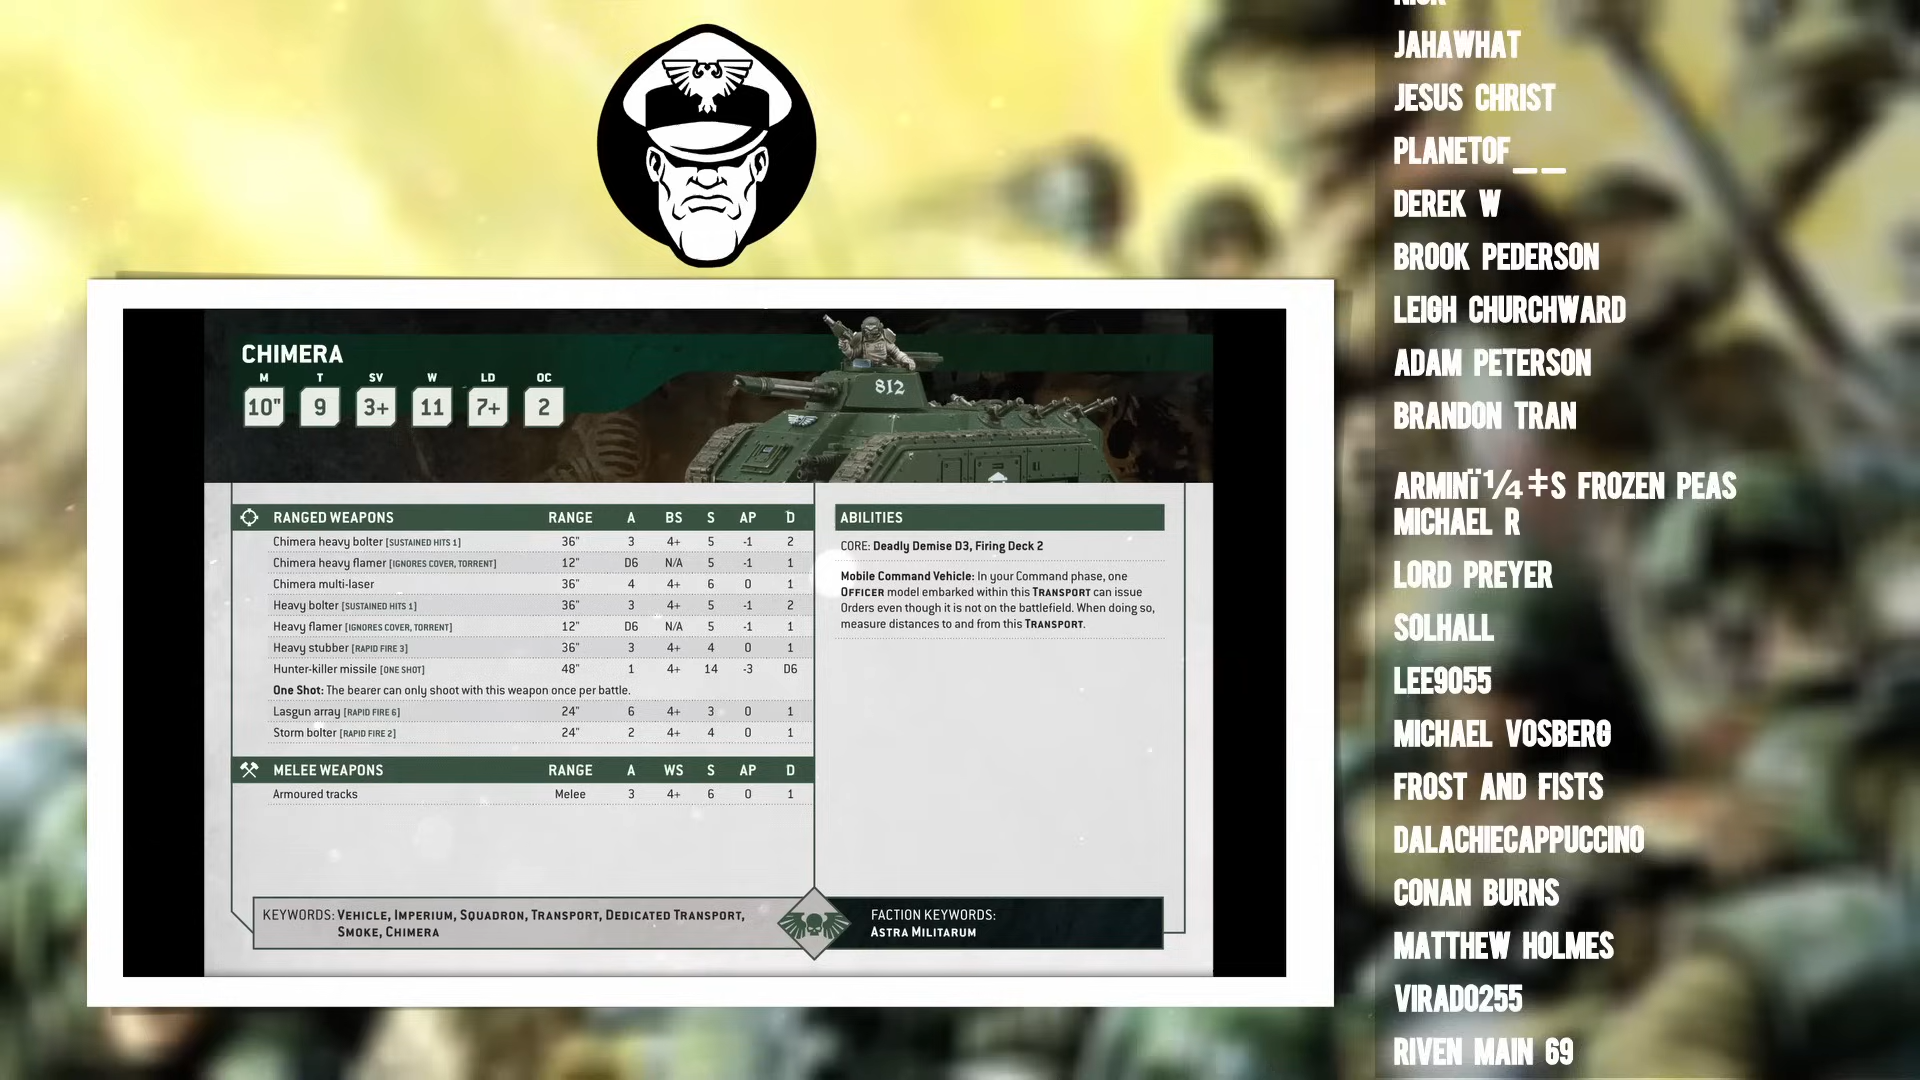 CHIMERA
M T SV W LD OC
10" 9 3+ 11 7+ 2
812
RANGED WEAPONS RANGE A BS S AP D
Chimera heavy bolter [SUSTAINED HITS 1] 36" 3 4+ 5 -1 2
Chimera heavy flamer [IGNORES COVER, TORRENT] 12" D6 N/A 5 -1 1
Chimera multi-laser 36" 4 4+ 6 0 1
Heavy bolter [SUSTAINED HITS 1] 36" 3 4+ 5 -1 2
Heavy flamer [IGNORES COVER, TORRENT] 12" D6 N/A 5 -1 1
Heavy stubber [RAPID FIRE 3] 36" 3 4+ 4 0 1
Hunter-killer missile [ONE SHOT] 48" 1 4+ 14 -3 D6
One Shot: The bearer can only shoot with this weapon once per battle.
Lasgun array [RAPID FIRE 6] 24" 6 4+ 3 0 1
Storm bolter [RAPID FIRE 2] 24" 2 4+ 4 0 1
MELEE WEAPONS RANGE A WS S AP D
Armoured tracks Melee 3 4+ 6 0 1
ABILITIES
CORE: Deadly Demise D3, Firing Deck 2
Mobile Command Vehicle: In your Command phase, one
OFFICER model embarked within this TRANSPORT can issue
Orders even though it is not on the battlefield. When doing so,
measure distances to and from this TRANSPORT.
KEYWORDS: VEHICLE, IMPERIUM, SQUADRON, TRANSPORT, DEDICATED TRANSPORT,
SMOKE, CHIMERA
FACTION KEYWORDS:
ASTRA MILITARUM
NICK
JAHAWHAT
JESUS CHRIST
PLANETOF__
DEREK W
BROOK PEDERSON
LEIGH CHURCHWARD
ADAM PETERSON
BRANDON TRAN
ARMINï¼‡S FROZEN PEAS
MICHAEL R
LORD PREYER
SOLHALL
LEE9055
MICHAEL VOSBERG
FROST AND FISTS
DALACHIECAPPUCCINO
CONAN BURNS
MATTHEW HOLMES
VIRADO255
RIVEN MAIN 69